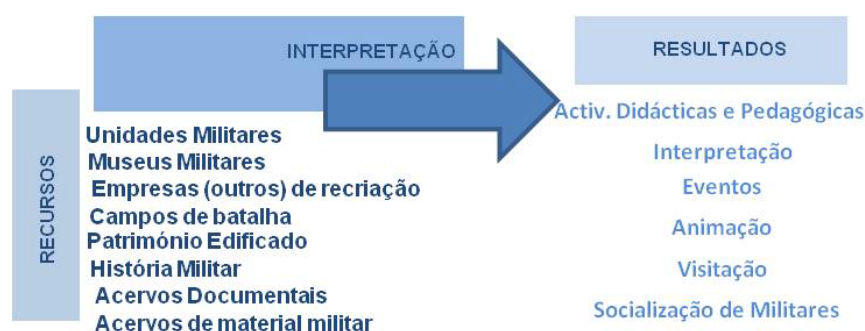 INTERPRETAÇÃO
RESULTADOS
RECURSOS
Unidades Militares
Museus Militares
Empresas (outros) de recriação
Campos de batalha
Património Edificado
História Militar
Acervos Documentais
Acervos de material militar
Activ. Didácticas e Pedagógicas
Interpretação
Eventos
Animação
Visitação
Socialização de Militares